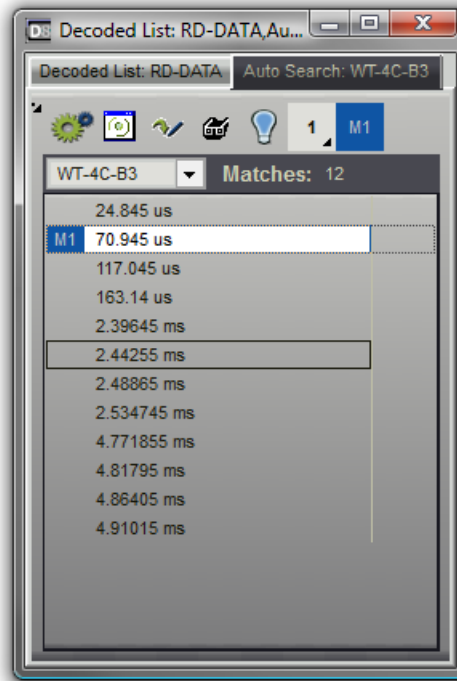 DS Decoded List: RD-DATA,Au...
Decoded List: RD-DATA Auto Search: WT-4C-B3
1 M1
WT-4C-B3 Matches: 12
24.845 us
M1 70.945 us
117.045 us
163.14 us
2.39645 ms
2.44255 ms
2.48865 ms
2.534745 ms
4.771855 ms
4.81795 ms
4.86405 ms
4.91015 ms